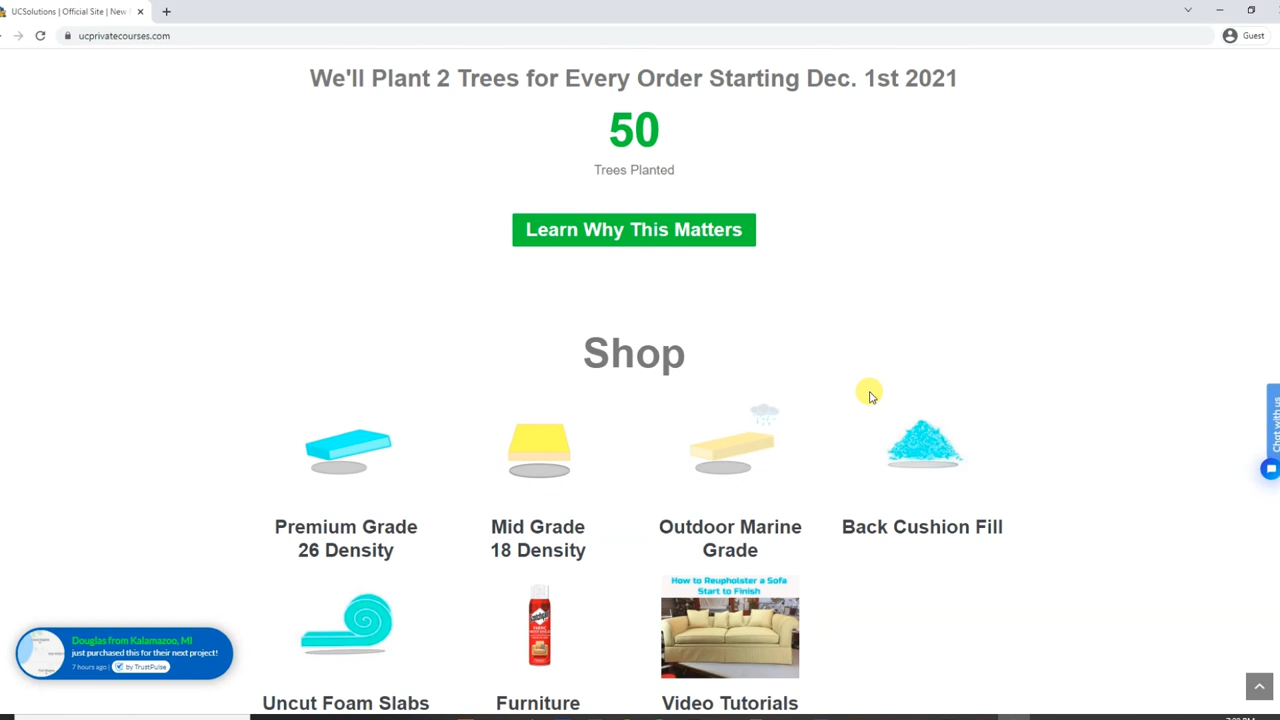 UCSolutions | Official Site | New
ucprivatecourses.com
Guest
We'll Plant 2 Trees for Every Order Starting Dec. 1st 2021
50
Trees Planted
Learn Why This Matters
Shop
Premium Grade
26 Density
Mid Grade
18 Density
Outdoor Marine
Grade
Back Cushion Fill
Chat with us
How to Reupholster a Sofa
Start to Finish
Douglas from Kalamazoo, MI
just purchased this for their next project!
7 hours ago | by TrustPulse
Uncut Foam Slabs
Furniture
Video Tutorials